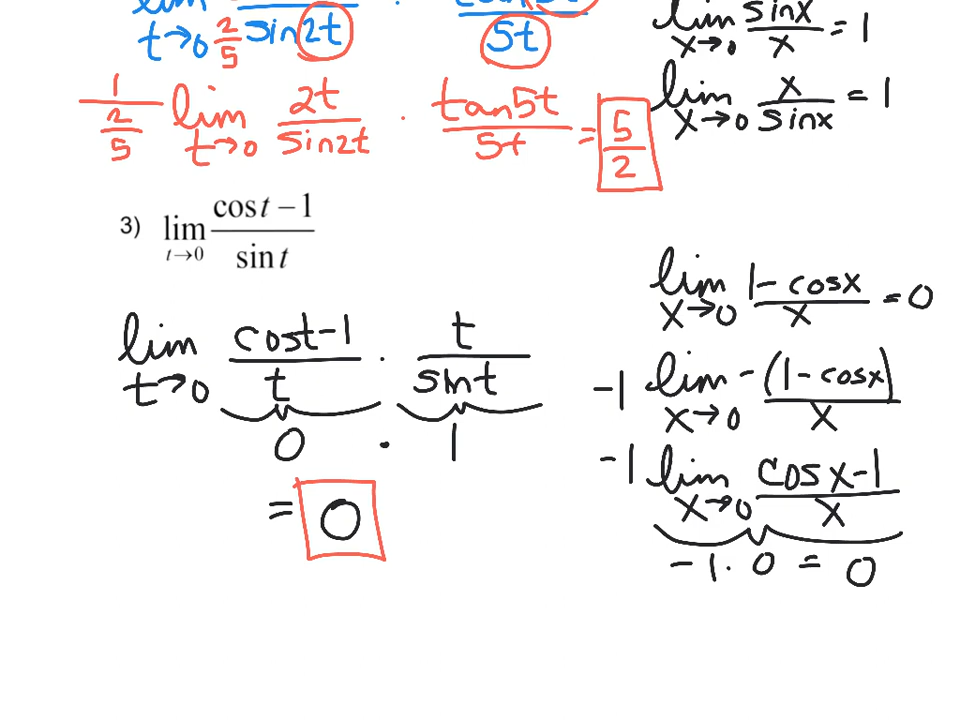 t→0 2/5 sin2t 5t
1/(2/5) lim t→0 2t/sin2t · tan5t/5t = 5/2
lim x→0 sinx/x = 1
lim x→0 x/sinx = 1
3) lim t→0 (cos t − 1)/sin t
lim t→0 (cost−1)/t · t/sint
0 · 1
= 0
lim x→0 (1−cosx)/x = 0
−1 lim x→0 −(1−cosx)/x
−1 lim x→0 (cosx−1)/x
−1 · 0 = 0